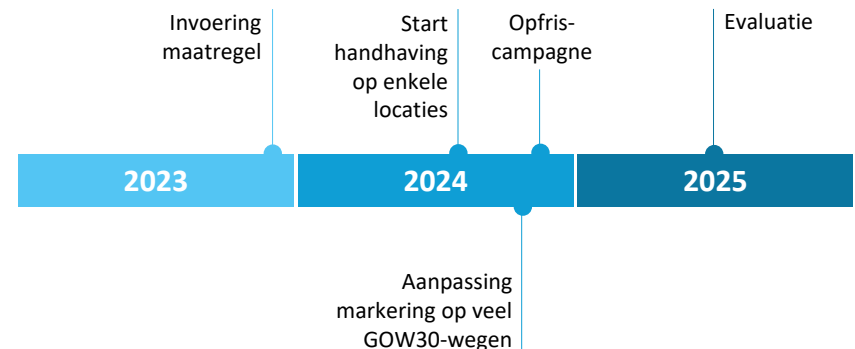 Invoering
maatregel
Start
handhaving
op enkele
locaties
Opfris-
campagne
Evaluatie
2023
2024
2025
Aanpassing
markering op veel
GOW30-wegen